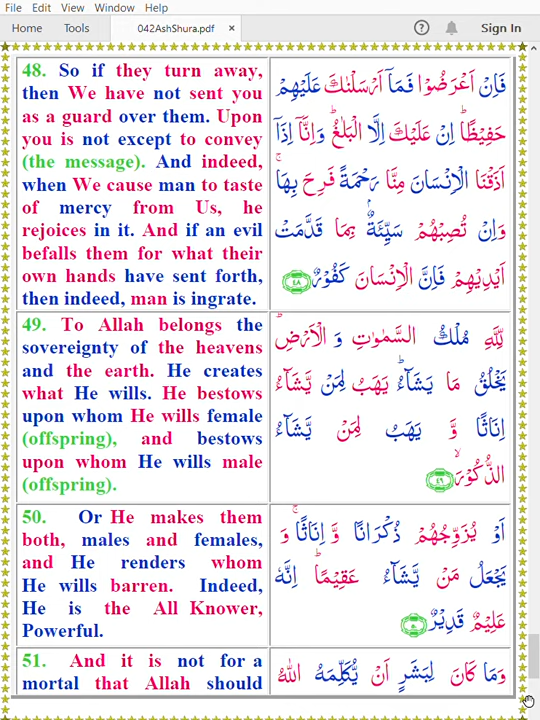 File Edit View Window Help
Home Tools 042AshShura.pdf × ? Sign In
48. So if they turn away,
then We have not sent you
as a guard over them. Upon
you is not except to convey
(the message). And indeed,
when We cause man to taste
of mercy from Us, he
rejoices in it. And if an evil
befalls them for what their
own hands have sent forth,
then indeed, man is ingrate.
فَاِنْ اَعْرَضُوْا فَمَاۤ اَرْسَلْنٰكَ عَلَيْهِمْ
حَفِيْظًاؕ اِنْ عَلَيْكَ اِلَّا الْبَلٰغُؕ وَاِنَّاۤ اِذَاۤ
اَذَقْنَا الْاِنْسَانَ مِنَّا رَحْمَةً فَرِحَ بِهَاۚ
وَاِنْ تُصِبْهُمْ سَيِّئَةٌۢ بِمَا قَدَّمَتْ
اَيْدِيْهِمْ فَاِنَّ الْاِنْسَانَ كَفُوْرٌ ٤٨
49. To Allah belongs the
sovereignty of the heavens
and the earth. He creates
what He wills. He bestows
upon whom He wills female
(offspring), and bestows
upon whom He wills male
(offspring).
لِلّٰهِ مُلْكُ السَّمٰوٰتِ وَ الْاَرْضِؕ
يَخْلُقُ مَا يَشَآءُؕ يَهَبُ لِمَنْ يَّشَآءُ
اِنَاثًا وَّ يَهَبُ لِمَنْ يَّشَآءُ
الذُّكُوْرَۙ ٤٩
50. Or He makes them
both, males and females,
and He renders whom
He wills barren. Indeed,
He is the All Knower,
Powerful.
اَوْ يُزَوِّجُهُمْ ذُكْرَانًا وَّ اِنَاثًاۚ وَ
يَجْعَلُ مَنْ يَّشَآءُ عَقِيْمًاؕ اِنَّهٗ
عَلِيْمٌ قَدِيْرٌ ٥٠
51. And it is not for a
mortal that Allah should
وَمَا كَانَ لِبَشَرٍ اَنْ يُّكَلِّمَهُ اللّٰهُ